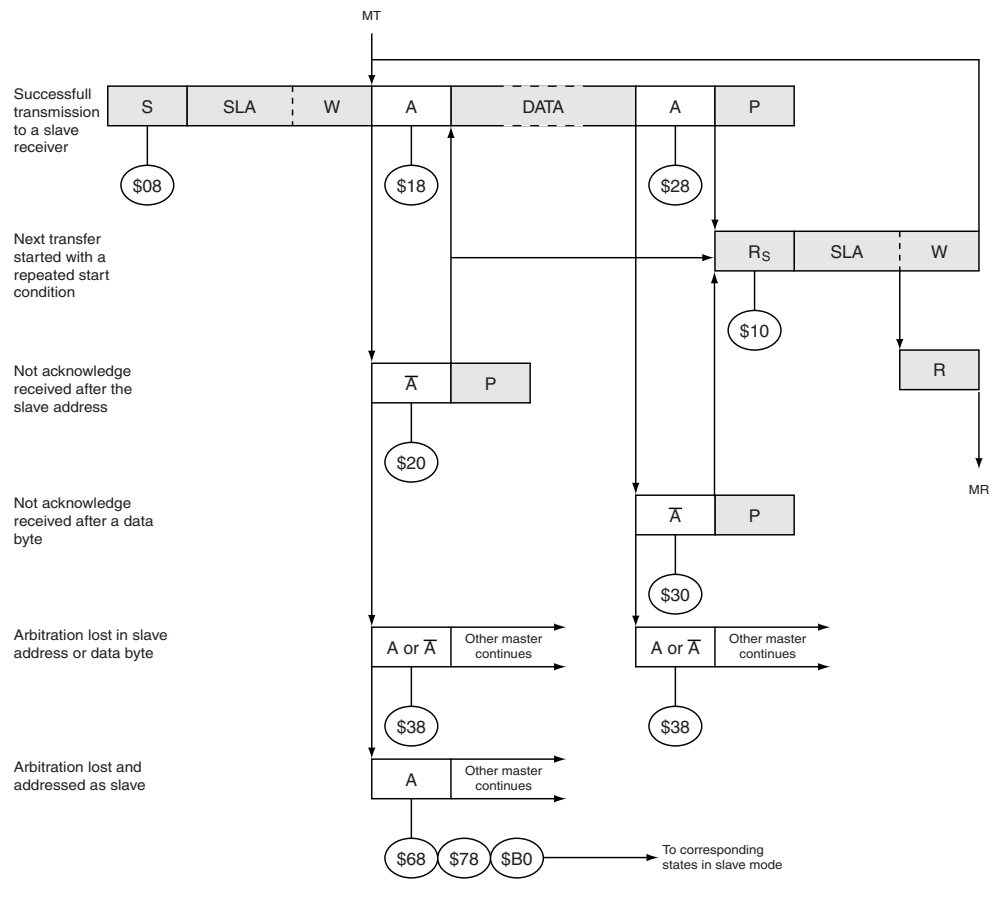 MT
Successfull
transmission
to a slave
receiver
S SLA W A DATA A P
$08 $18 $28
Next transfer
started with a
repeated start
condition
RS SLA W
$10
Not acknowledge
received after the
slave address
A̅ P
R
$20
MR
Not acknowledge
received after a data
byte
A̅ P
$30
Arbitration lost in slave
address or data byte
A or A̅ Other master
continues
A or A̅ Other master
continues
$38 $38
Arbitration lost and
addressed as slave
A Other master
continues
$68 $78 $B0
To corresponding
states in slave mode